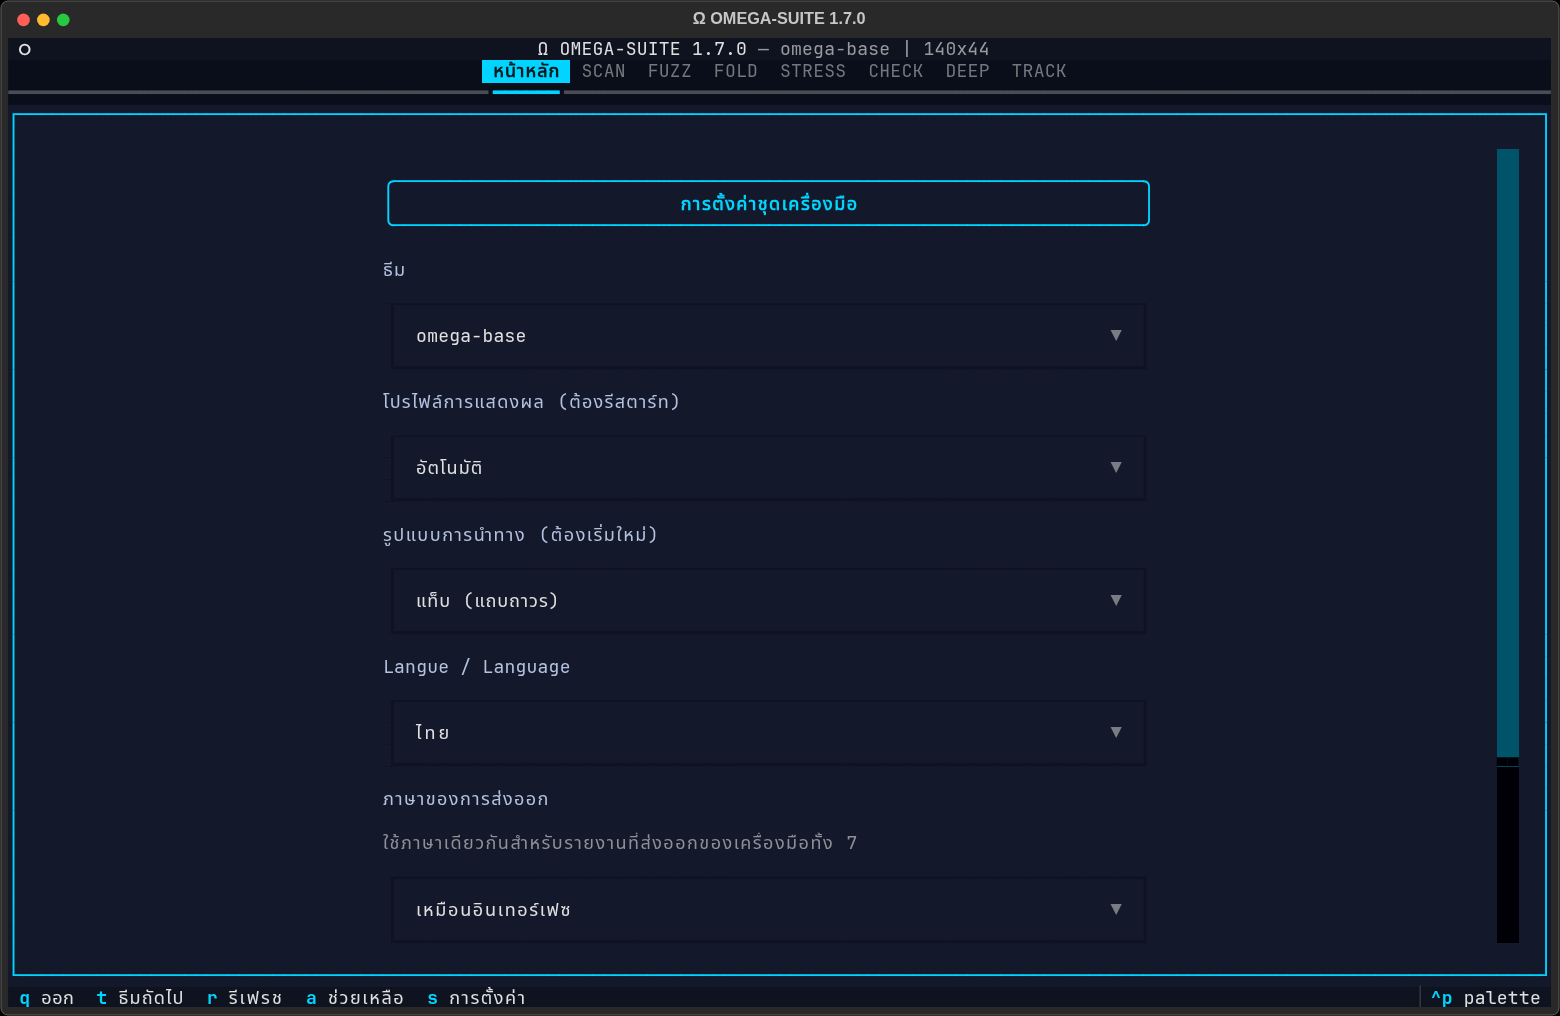 Ω OMEGA-SUITE 1.7.0
Ω OMEGA-SUITE 1.7.0 — omega-base | 140x44
หน้าหลัก SCAN FUZZ FOLD STRESS CHECK DEEP TRACK
การตั้งค่าชุดเครื่องมือ
ธีม
omega-base ▼
โปรไฟล์การแสดงผล (ต้องรีสตาร์ท)
อัตโนมัติ ▼
รูปแบบการนำทาง (ต้องเริ่มใหม่)
แท็บ (แถบถาวร) ▼
Langue / Language
ไทย ▼
ภาษาของการส่งออก
ใช้ภาษาเดียวกันสำหรับรายงานที่ส่งออกของเครื่องมือทั้ง 7
เหมือนอินเทอร์เฟซ ▼
q ออก t ธีมถัดไป r รีเฟรช a ช่วยเหลือ s การตั้งค่า ^p palette